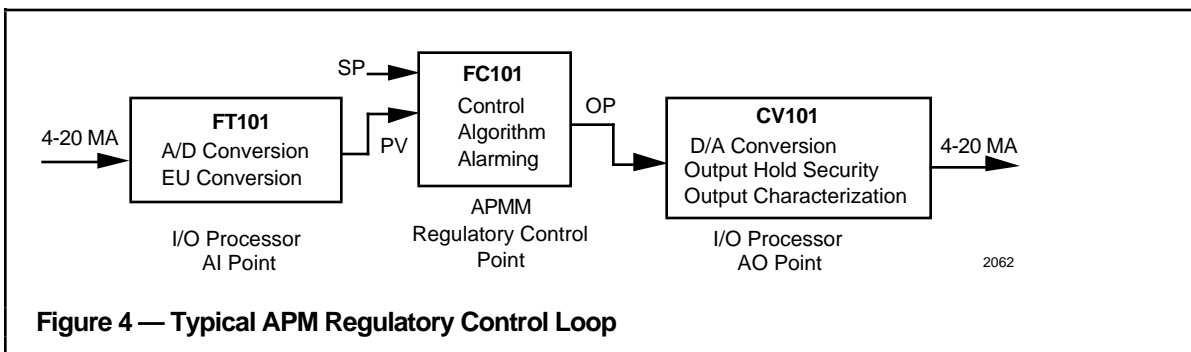 4-20 MA
FT101
A/D Conversion
EU Conversion
I/O Processor
AI Point
SP
PV
FC101
Control
Algorithm
Alarming
APMM
Regulatory Control
Point
OP
CV101
D/A Conversion
Output Hold Security
Output Characterization
I/O Processor
AO Point
4-20 MA
2062
Figure 4 — Typical APM Regulatory Control Loop